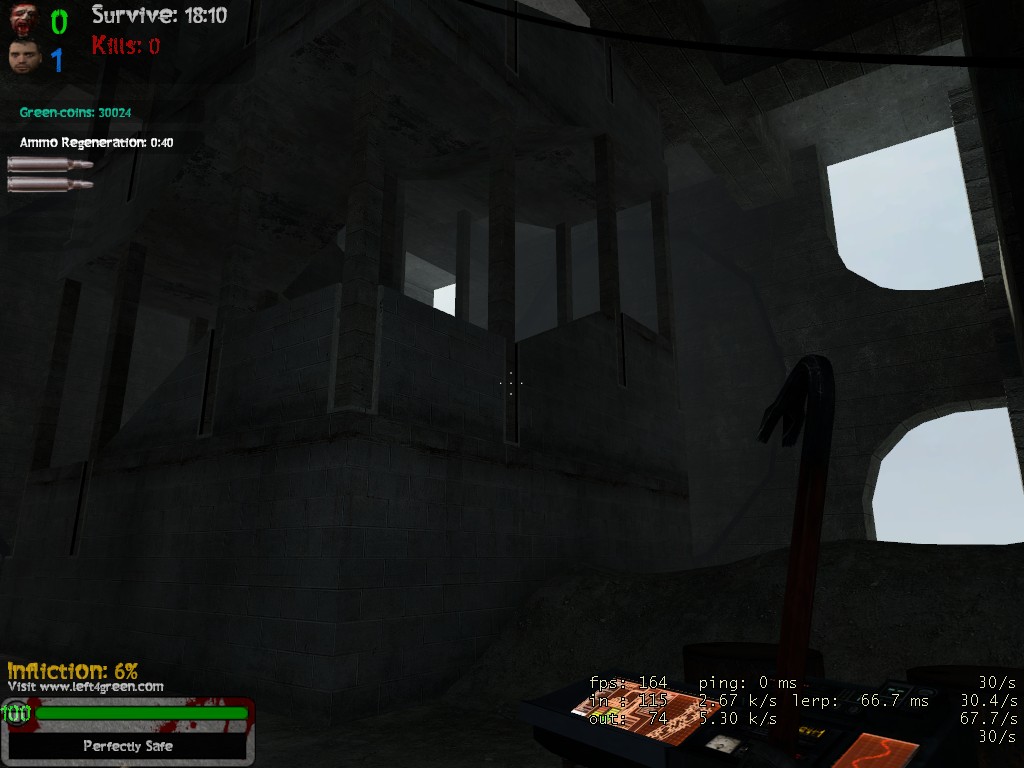 0
Survive: 18:10
1
Kills: 0
Green-coins: 30024
Ammo Regeneration: 0:40
Infliction: 6%
Visit www.left4green.com
100
Perfectly Safe
fps: 164 ping: 0 ms 30/s
in : 115 2.67 k/s lerp: 66.7 ms 30.4/s
out: 74 5.30 k/s 67.7/s
30/s